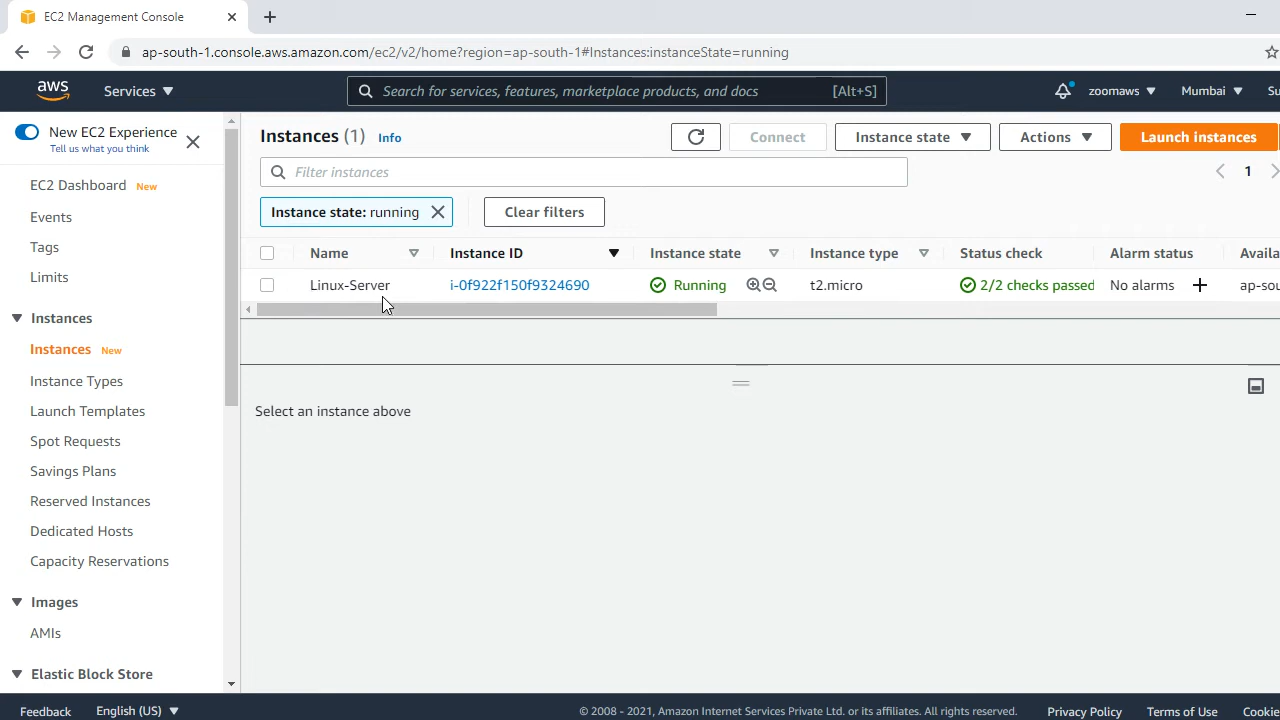 EC2 Management Console
ap-south-1.console.aws.amazon.com/ec2/v2/home?region=ap-south-1#Instances:instanceState=running
aws
Services
Search for services, features, marketplace products, and docs
[Alt+S]
zoomaws
Mumbai
Su
New EC2 Experience
Tell us what you think
EC2 Dashboard New
Events
Tags
Limits
Instances
Instances New
Instance Types
Launch Templates
Spot Requests
Savings Plans
Reserved Instances
Dedicated Hosts
Capacity Reservations
Images
AMIs
Elastic Block Store
Instances (1) Info
Connect
Instance state
Actions
Launch instances
Filter instances
1
Instance state: running
Clear filters
Name Instance ID Instance state Instance type Status check Alarm status Availa
Linux-Server i-0f922f150f9324690 Running t2.micro 2/2 checks passed No alarms ap-sou
Select an instance above
Feedback English (US) © 2008 - 2021, Amazon Internet Services Private Ltd. or its affiliates. All rights reserved. Privacy Policy Terms of Use Cookie